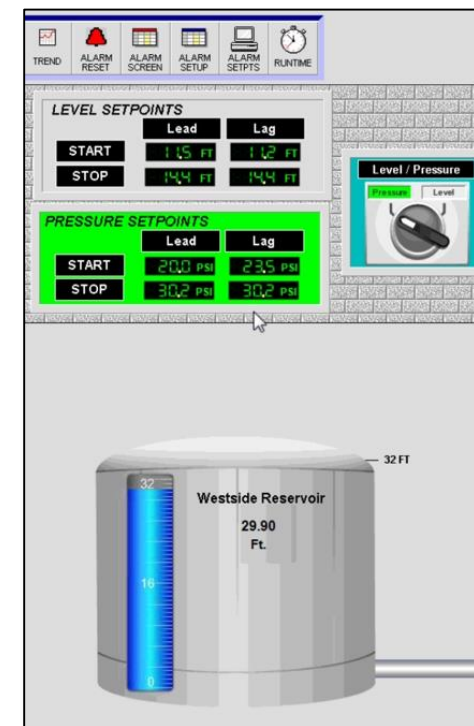 TREND
ALARM RESET
ALARM SCREEN
ALARM SETUP
ALARM SETPTS
RUNTIME
LEVEL SETPOINTS
Lead Lag
START 11.5 FT 11.2 FT
STOP 14.4 FT 14.4 FT
Level / Pressure
Pressure Level
PRESSURE SETPOINTS
Lead Lag
START 20.0 PSI 23.5 PSI
STOP 30.2 PSI 30.2 PSI
32 FT
32
Westside Reservoir
29.90
Ft.
16
0